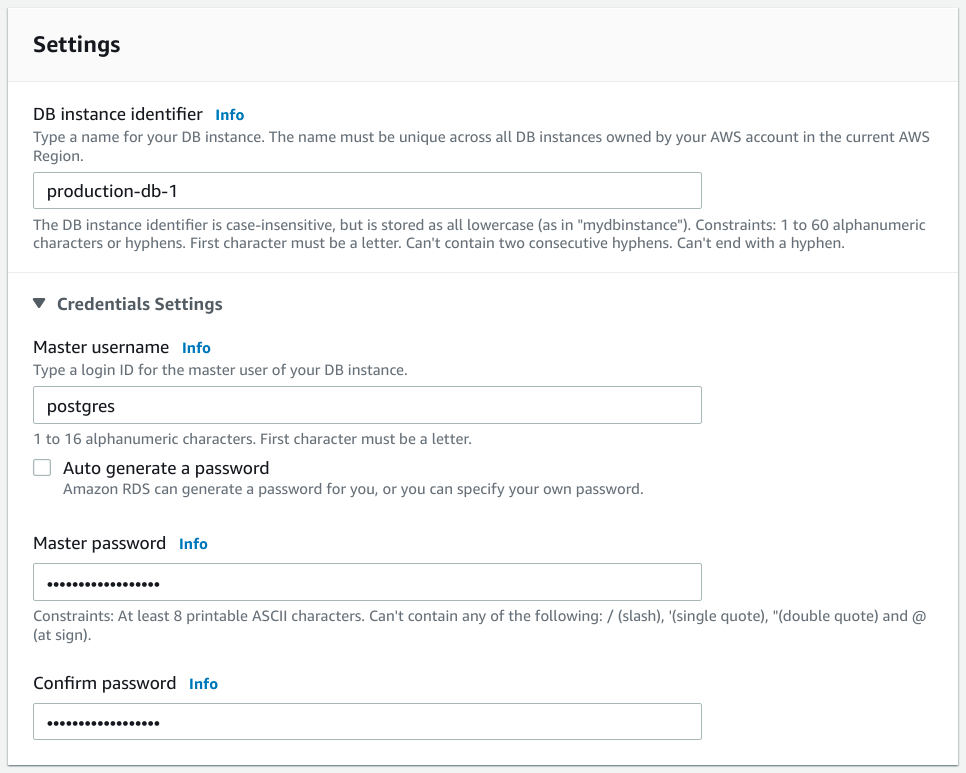 Settings
DB instance identifier Info
Type a name for your DB instance. The name must be unique across all DB instances owned by your AWS account in the current AWS
Region.
production-db-1
The DB instance identifier is case-insensitive, but is stored as all lowercase (as in "mydbinstance"). Constraints: 1 to 60 alphanumeric
characters or hyphens. First character must be a letter. Can't contain two consecutive hyphens. Can't end with a hyphen.
Credentials Settings
Master username Info
Type a login ID for the master user of your DB instance.
postgres
1 to 16 alphanumeric characters. First character must be a letter.
Auto generate a password
Amazon RDS can generate a password for you, or you can specify your own password.
Master password Info
••••••••••••••••••
Constraints: At least 8 printable ASCII characters. Can't contain any of the following: / (slash), '(single quote), "(double quote) and @
(at sign).
Confirm password Info
••••••••••••••••••